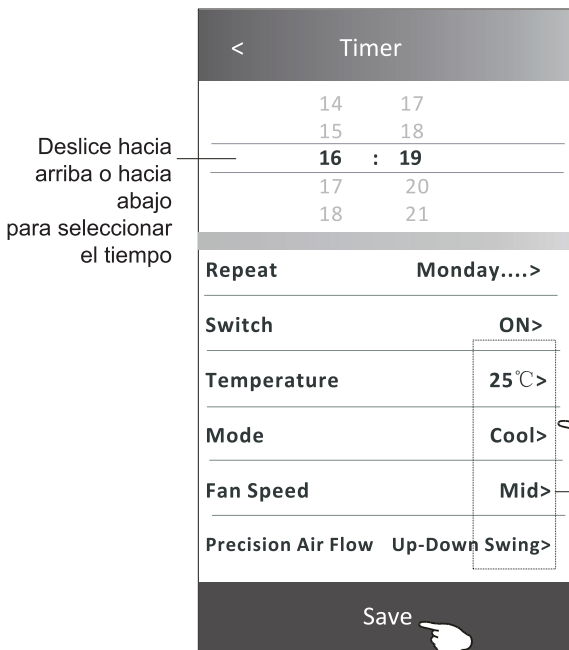 < Timer
Deslice hacia
arriba o hacia
abajo
para seleccionar
el tiempo
14 17
15 18
16 : 19
17 20
18 21
Repeat Monday....>
Switch ON>
Temperature 25℃>
Mode Cool>
Fan Speed Mid>
Precision Air Flow Up-Down Swing>
Save